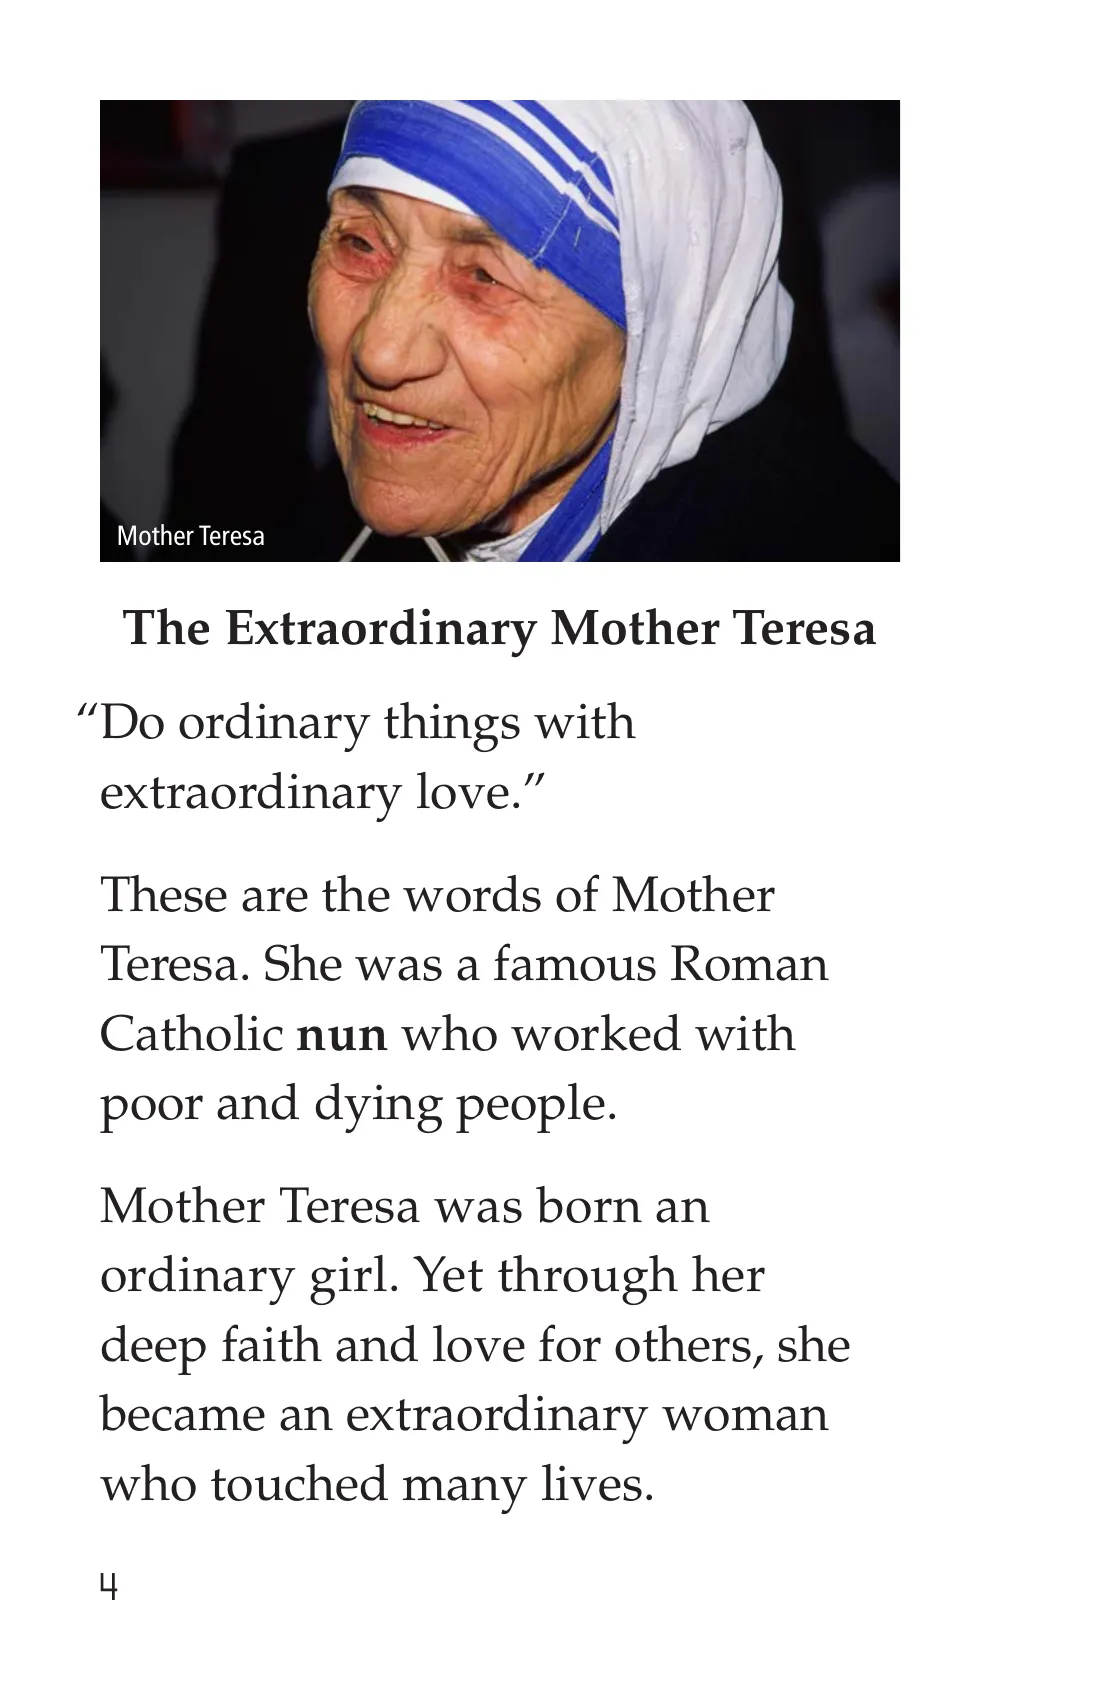 Mother Teresa
The Extraordinary Mother Teresa
“Do ordinary things with
extraordinary love.”
These are the words of Mother
Teresa. She was a famous Roman
Catholic nun who worked with
poor and dying people.
Mother Teresa was born an
ordinary girl. Yet through her
deep faith and love for others, she
became an extraordinary woman
who touched many lives.
4